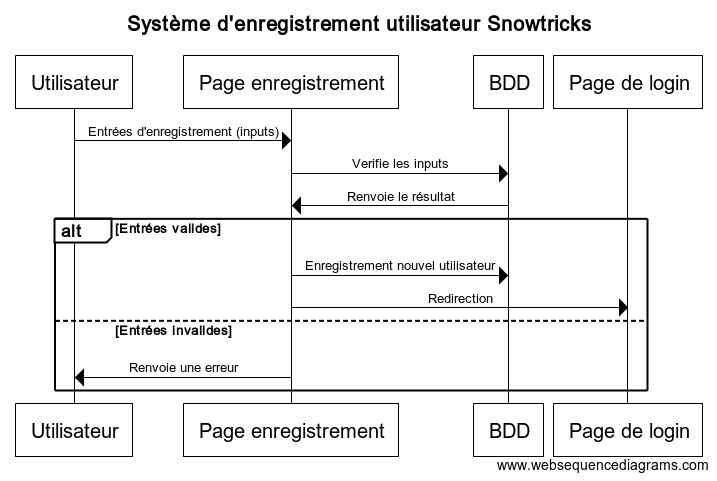 Système d'enregistrement utilisateur Snowtricks
Utilisateur Page enregistrement BDD Page de login
Entrées d'enregistrement (inputs)
Verifie les inputs
Renvoie le résultat
alt [Entrées valides]
Enregistrement nouvel utilisateur
Redirection
[Entrées invalides]
Renvoie une erreur
Utilisateur Page enregistrement BDD Page de login
www.websequencediagrams.com